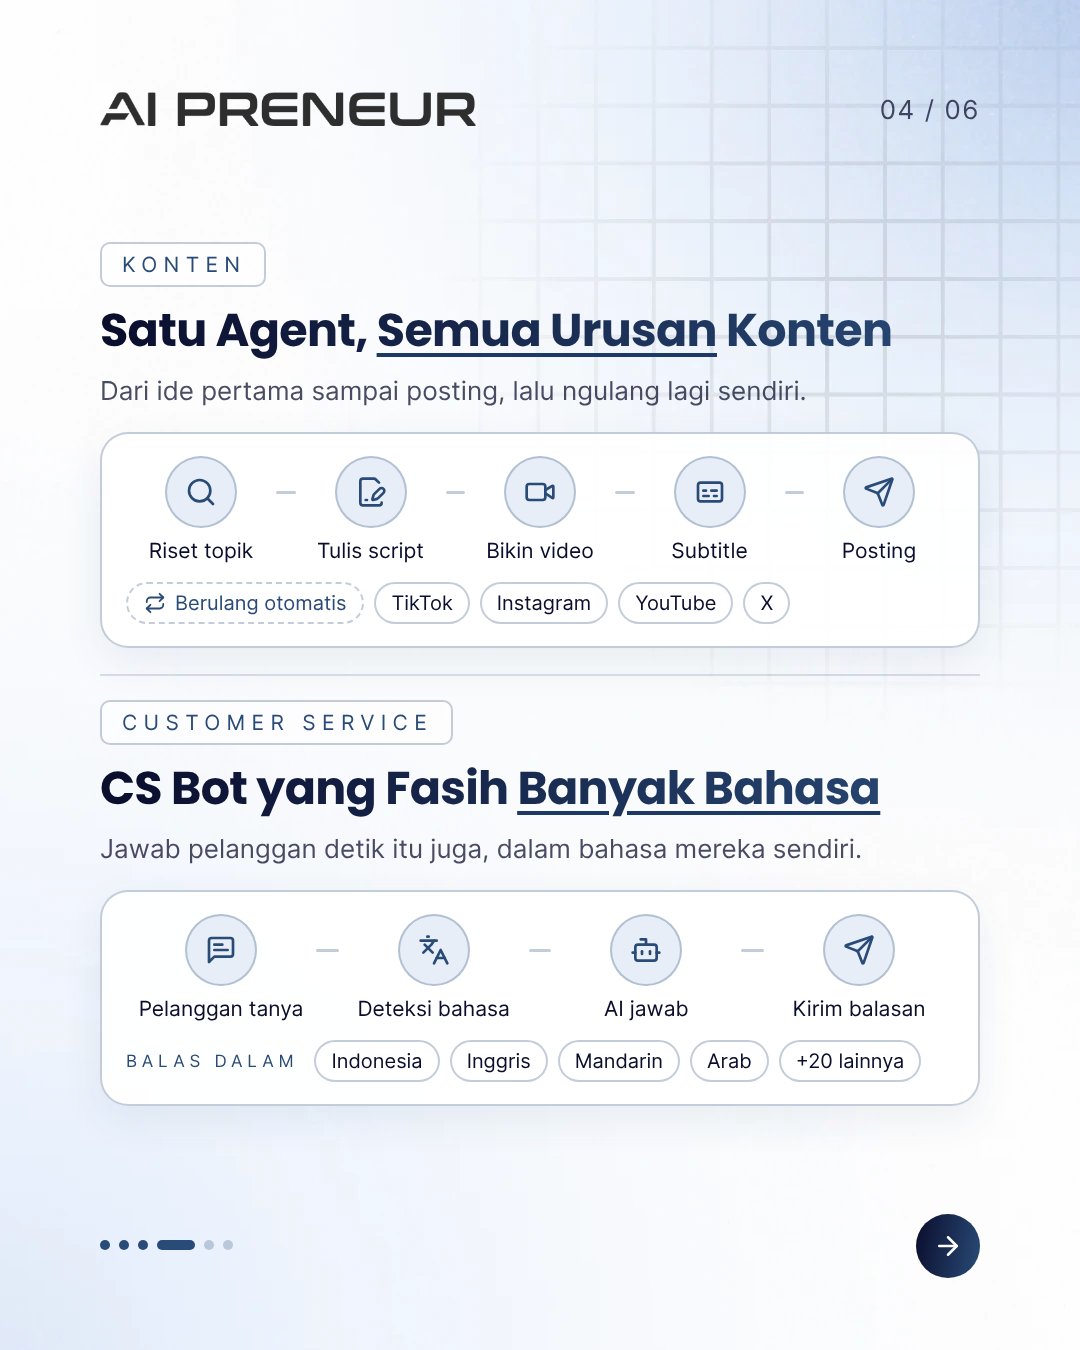 AI PRENEUR
04 / 06
KONTEN
Satu Agent, Semua Urusan Konten
Dari ide pertama sampai posting, lalu ngulang lagi sendiri.
Riset topik
Tulis script
Bikin video
Subtitle
Posting
Berulang otomatis
TikTok
Instagram
YouTube
X
CUSTOMER SERVICE
CS Bot yang Fasih Banyak Bahasa
Jawab pelanggan detik itu juga, dalam bahasa mereka sendiri.
Pelanggan tanya
Deteksi bahasa
AI jawab
Kirim balasan
BALAS DALAM
Indonesia
Inggris
Mandarin
Arab
+20 lainnya